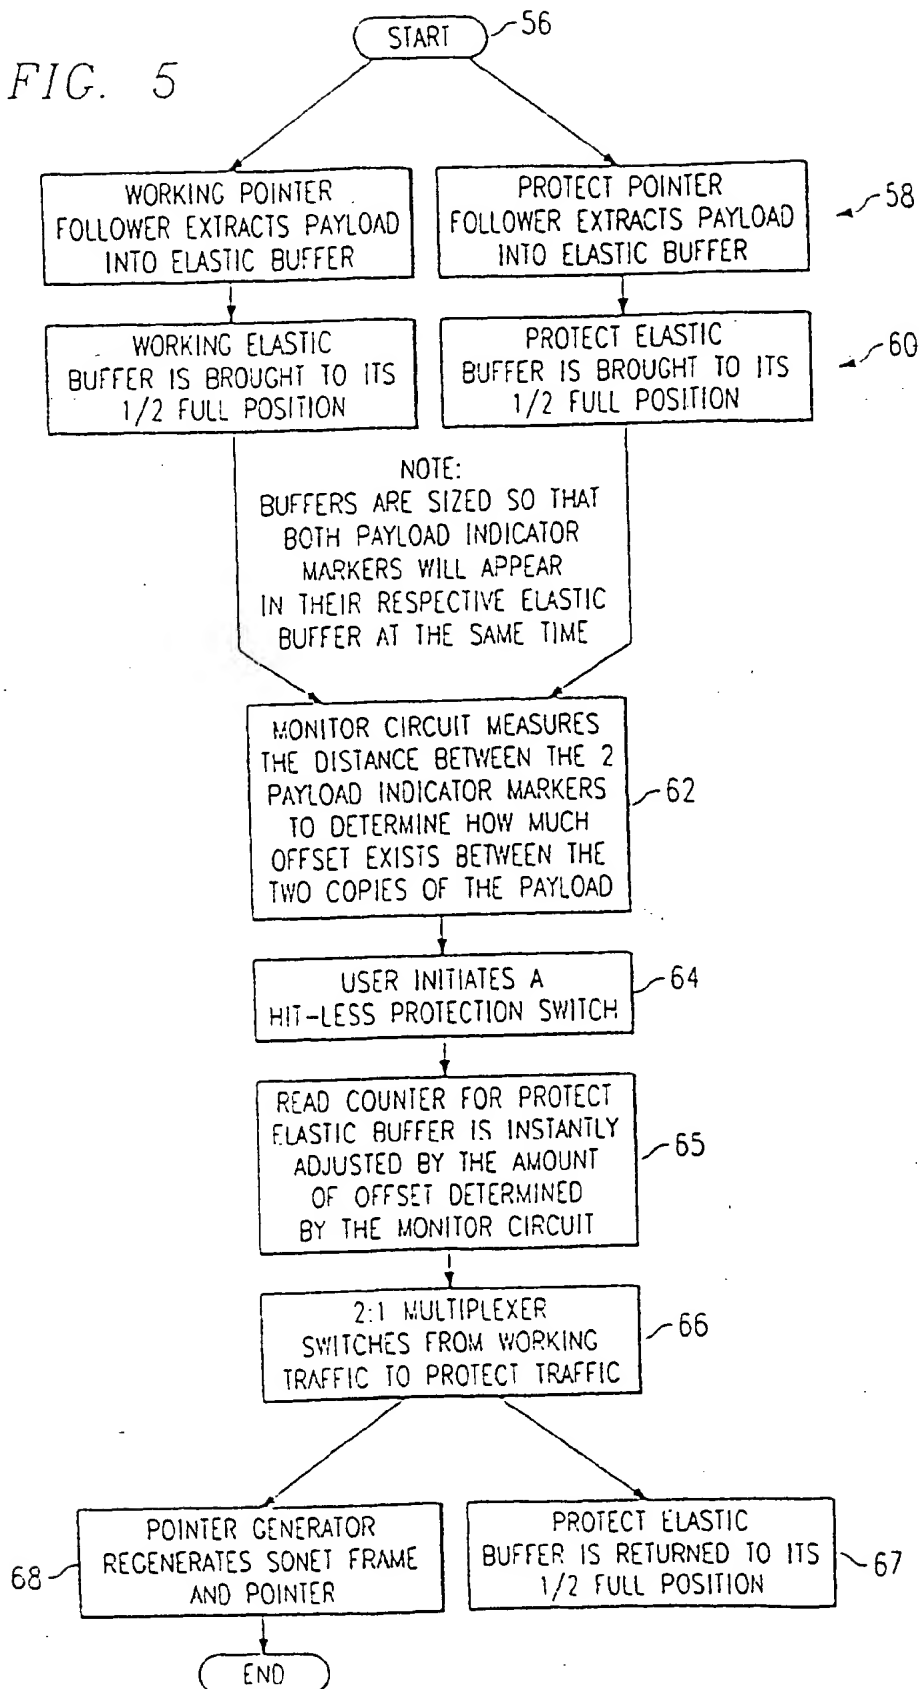 FIG. 5
START
56
WORKING POINTER
FOLLOWER EXTRACTS PAYLOAD
INTO ELASTIC BUFFER
PROTECT POINTER
FOLLOWER EXTRACTS PAYLOAD
INTO ELASTIC BUFFER
58
WORKING ELASTIC
BUFFER IS BROUGHT TO ITS
1/2 FULL POSITION
PROTECT ELASTIC
BUFFER IS BROUGHT TO ITS
1/2 FULL POSITION
60
NOTE:
BUFFERS ARE SIZED SO THAT
BOTH PAYLOAD INDICATOR
MARKERS WILL APPEAR
IN THEIR RESPECTIVE ELASTIC
BUFFER AT THE SAME TIME
MONITOR CIRCUIT MEASURES
THE DISTANCE BETWEEN THE 2
PAYLOAD INDICATOR MARKERS
TO DETERMINE HOW MUCH
OFFSET EXISTS BETWEEN THE
TWO COPIES OF THE PAYLOAD
62
USER INITIATES A
HIT-LESS PROTECTION SWITCH
64
READ COUNTER FOR PROTECT
ELASTIC BUFFER IS INSTANTLY
ADJUSTED BY THE AMOUNT
OF OFFSET DETERMINED
BY THE MONITOR CIRCUIT
65
2:1 MULTIPLEXER
SWITCHES FROM WORKING
TRAFFIC TO PROTECT TRAFFIC
66
68
POINTER GENERATOR
REGENERATES SONET FRAME
AND POINTER
PROTECT ELASTIC
BUFFER IS RETURNED TO ITS
1/2 FULL POSITION
67
END